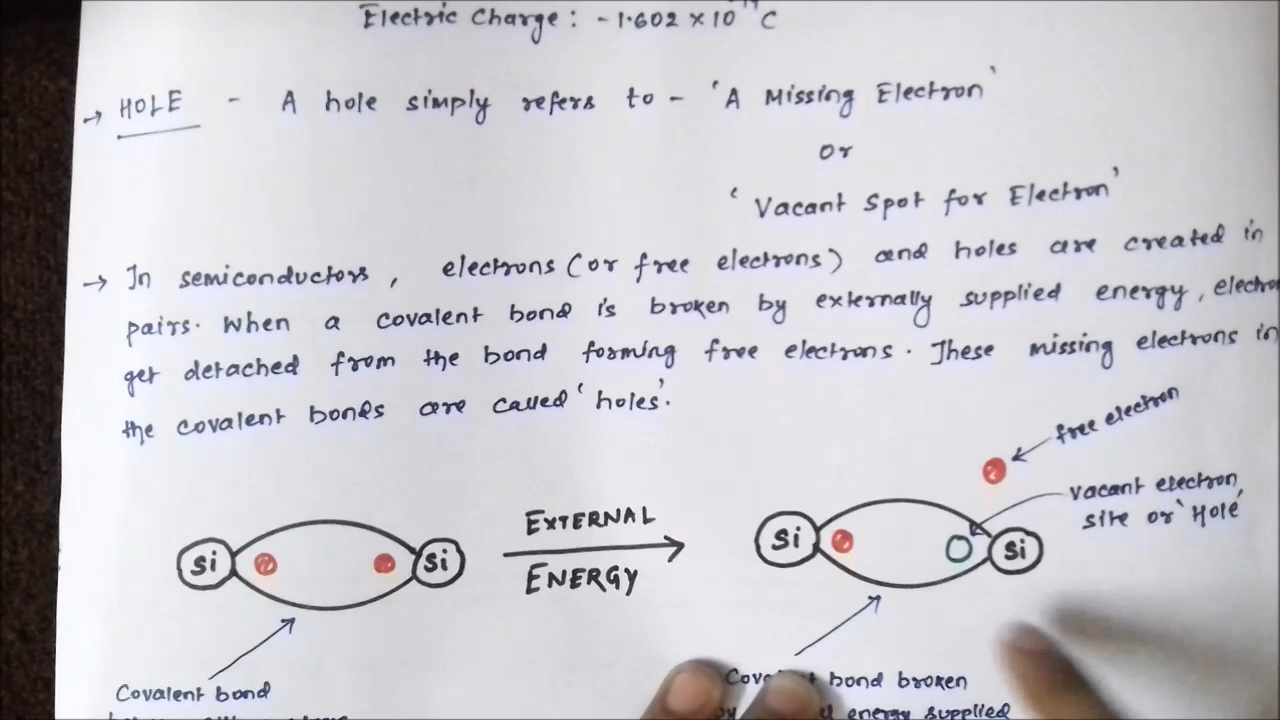 Electric Charge : -1.602 × 10 C
→ HOLE - A hole simply refers to - 'A Missing Electron'
or
'Vacant Spot for Electron'
→ In semiconductors, electrons (or free electrons) and holes are created in
pairs. When a covalent bond is broken by externally supplied energy, electron
get detached from the bond forming free electrons. These missing electrons in
the covalent bonds are called 'holes'.
free electron
vacant electron
site or 'Hole'
EXTERNAL
ENERGY
Si Si Si Si
Covalent bond
bond broken
energy supplied